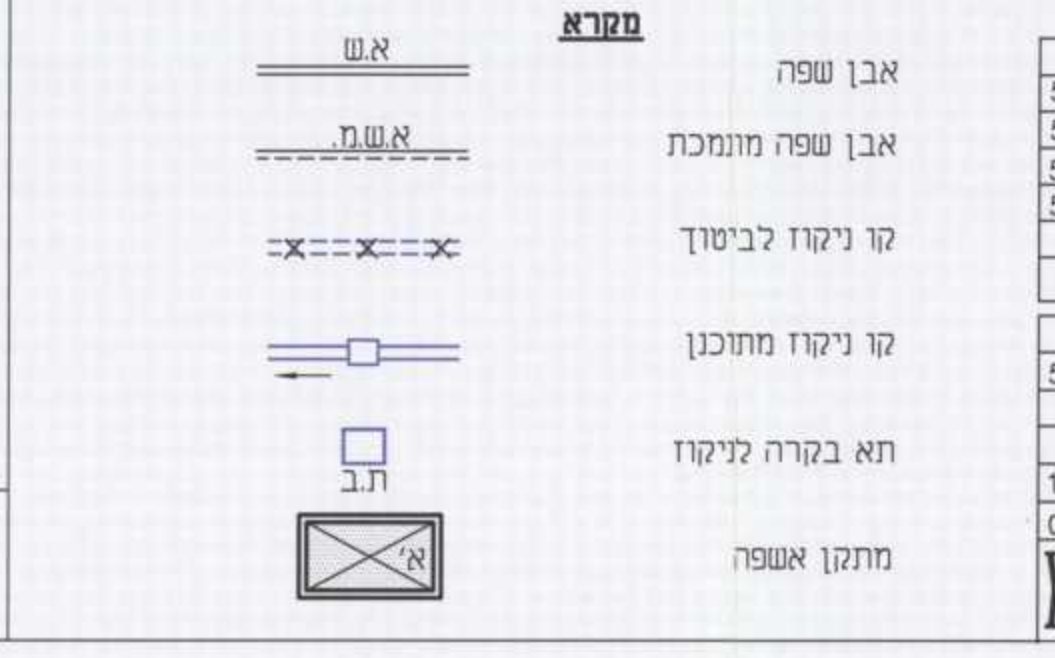 מקרא
אבן שפה
א.ש
אבן שפה מונמכת
א.ש.מ.
קו ניקוז לביטוך
קו ניקוז מתוכנן
תא בקרה לניקוז
ת.ב
מתקן אשפה
א'